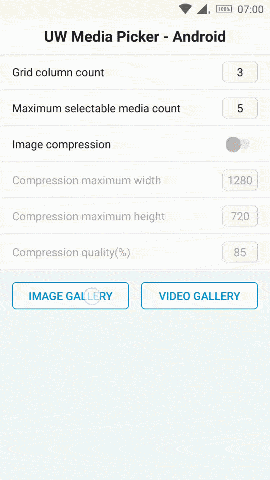 100% 07:00
UW Media Picker - Android
Grid column count 3
Maximum selectable media count 5
Image compression
Compression maximum width 1280
Compression maximum height 720
Compression quality(%) 85
IMAGE GALLERY VIDEO GALLERY